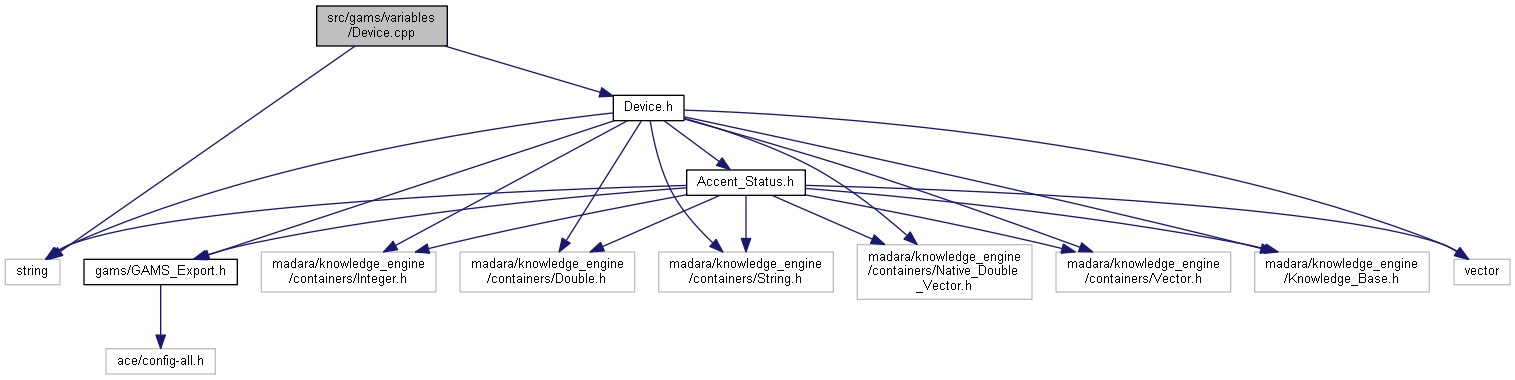 src/gams/variables
/Device.cpp
Device.h
Accent_Status.h
string
gams/GAMS_Export.h
madara/knowledge_engine
/containers/Integer.h
madara/knowledge_engine
/containers/Double.h
madara/knowledge_engine
/containers/String.h
madara/knowledge_engine
/containers/Native_Double
_Vector.h
madara/knowledge_engine
/containers/Vector.h
madara/knowledge_engine
/Knowledge_Base.h
vector
ace/config-all.h